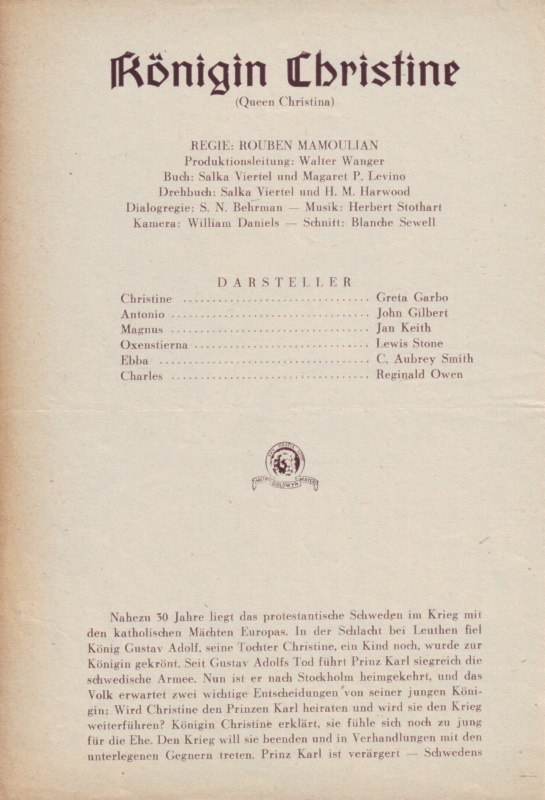 Königin Christine
(Queen Christina)
REGIE: ROUBEN MAMOULIAN
Produktionsleitung: Walter Wanger
Buch: Salka Viertel und Magaret P. Levino
Drehbuch: Salka Viertel und H. M. Harwood
Dialogregie: S. N. Behrman — Musik: Herbert Stothart
Kamera: William Daniels — Schnitt: Blanche Sewell
DARSTELLER
Christine ................................ Greta Garbo
Antonio .................................. John Gilbert
Magnus ................................... Jan Keith
Oxenstierna .............................. Lewis Stone
Ebba ..................................... C. Aubrey Smith
Charles .................................. Reginald Owen
METRO GOLDWYN MAYER
Nahezu 30 Jahre liegt das protestantische Schweden im Krieg mit
den katholischen Mächten Europas. In der Schlacht bei Leuthen fiel
König Gustav Adolf, seine Tochter Christine, ein Kind noch, wurde zur
Königin gekrönt. Seit Gustav Adolfs Tod führt Prinz Karl siegreich die
schwedische Armee. Nun ist er nach Stockholm heimgekehrt, und das
Volk erwartet zwei wichtige Entscheidungen von seiner jungen Köni-
gin: Wird Christine den Prinzen Karl heiraten und wird sie den Krieg
weiterführen? Königin Christine erklärt, sie fühle sich noch zu jung
für die Ehe. Den Krieg will sie beenden und in Verhandlungen mit den
unterlegenen Gegnern treten. Prinz Karl ist verärgert — Schwedens